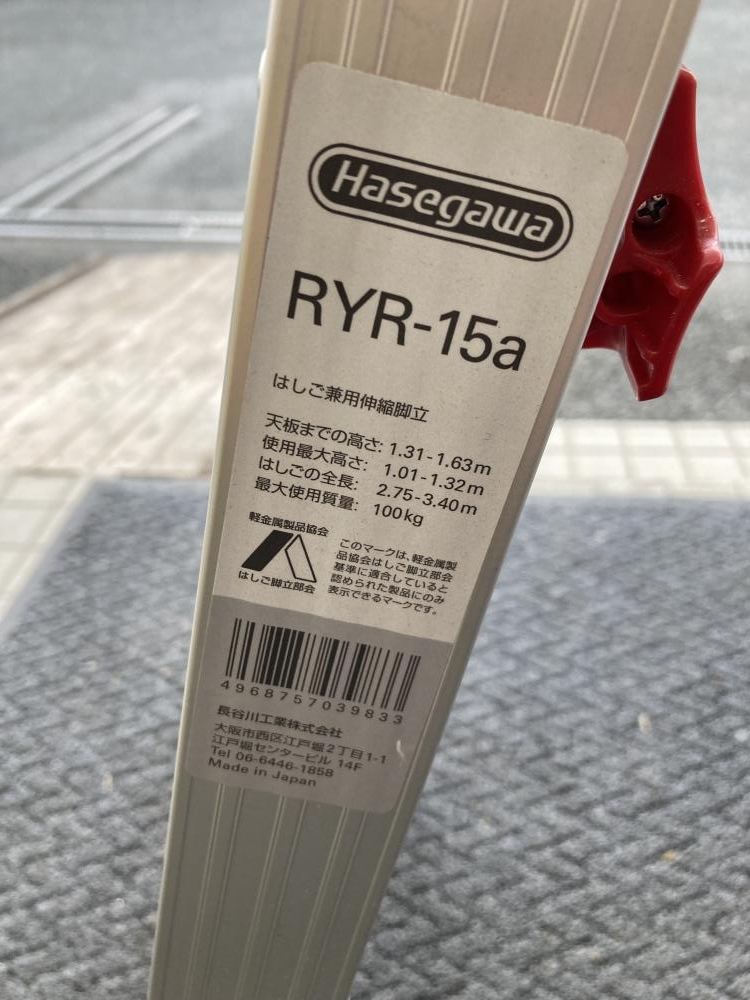 Hasegawa
RYR-15a
はしご兼用伸縮脚立
天板までの高さ: 1.31-1.63m
使用最大高さ: 1.01-1.32m
はしごの全長: 2.75-3.40m
最大使用質量: 100kg
軽金属製品協会
はしご脚立部会
このマークは、軽金属製
品協会はしご脚立部会
基準に適合していると
認められた製品にのみ
表示できるマークです。
4968757039833
長谷川工業株式会社
大阪市西区江戸堀2丁目1-1
江戸堀センタービル 14F
Tel 06-6446-1858
Made in Japan